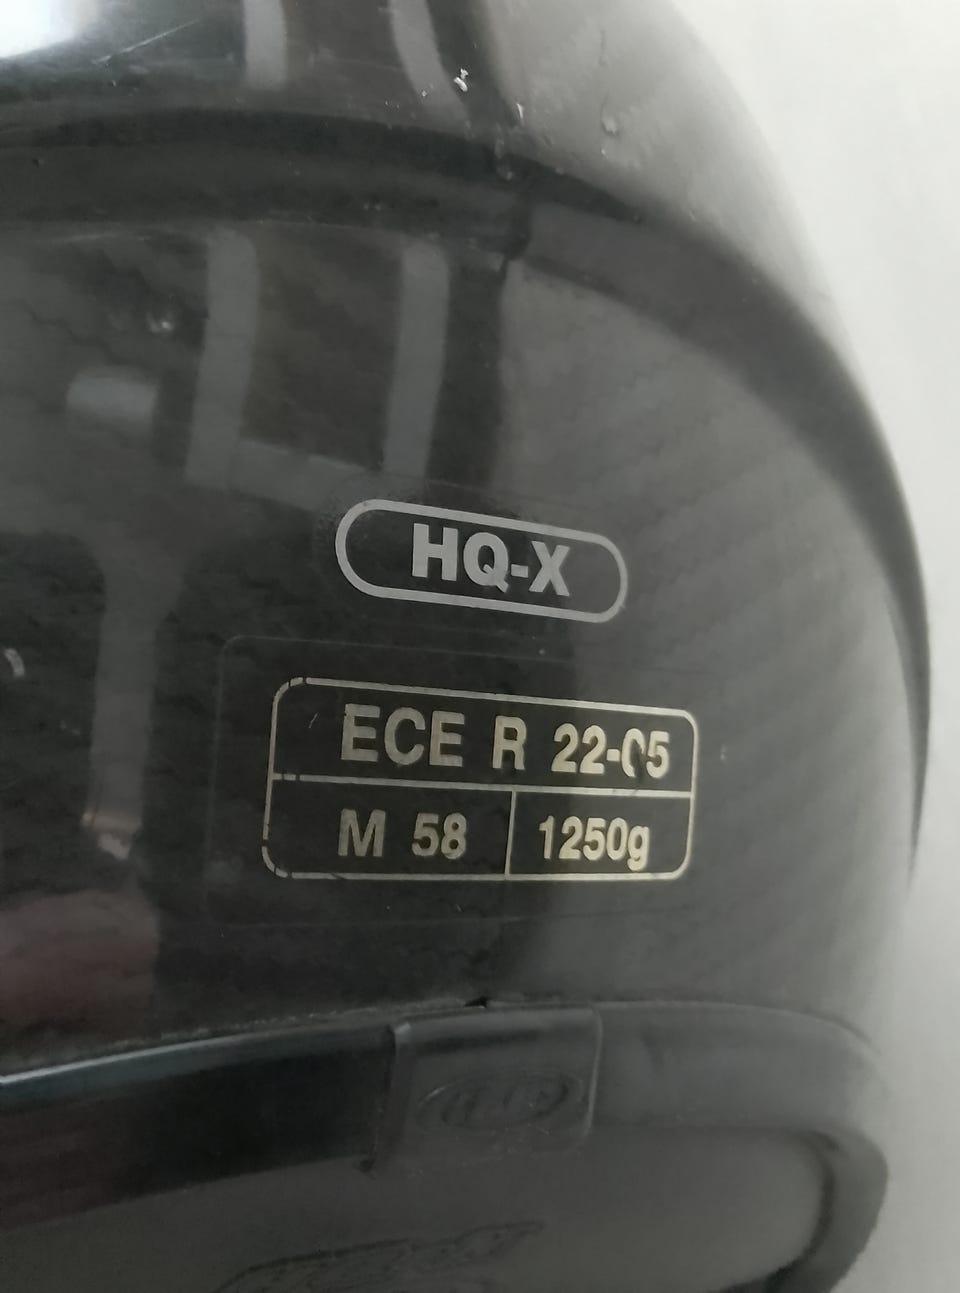 HQ-X
ECE R 22-05
M 58 1250g